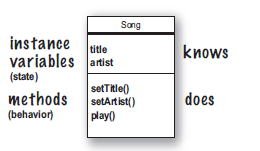 Song
instance
variables
(state)
title
artist
knows
methods
(behavior)
setTitle()
setArtist()
play()
does